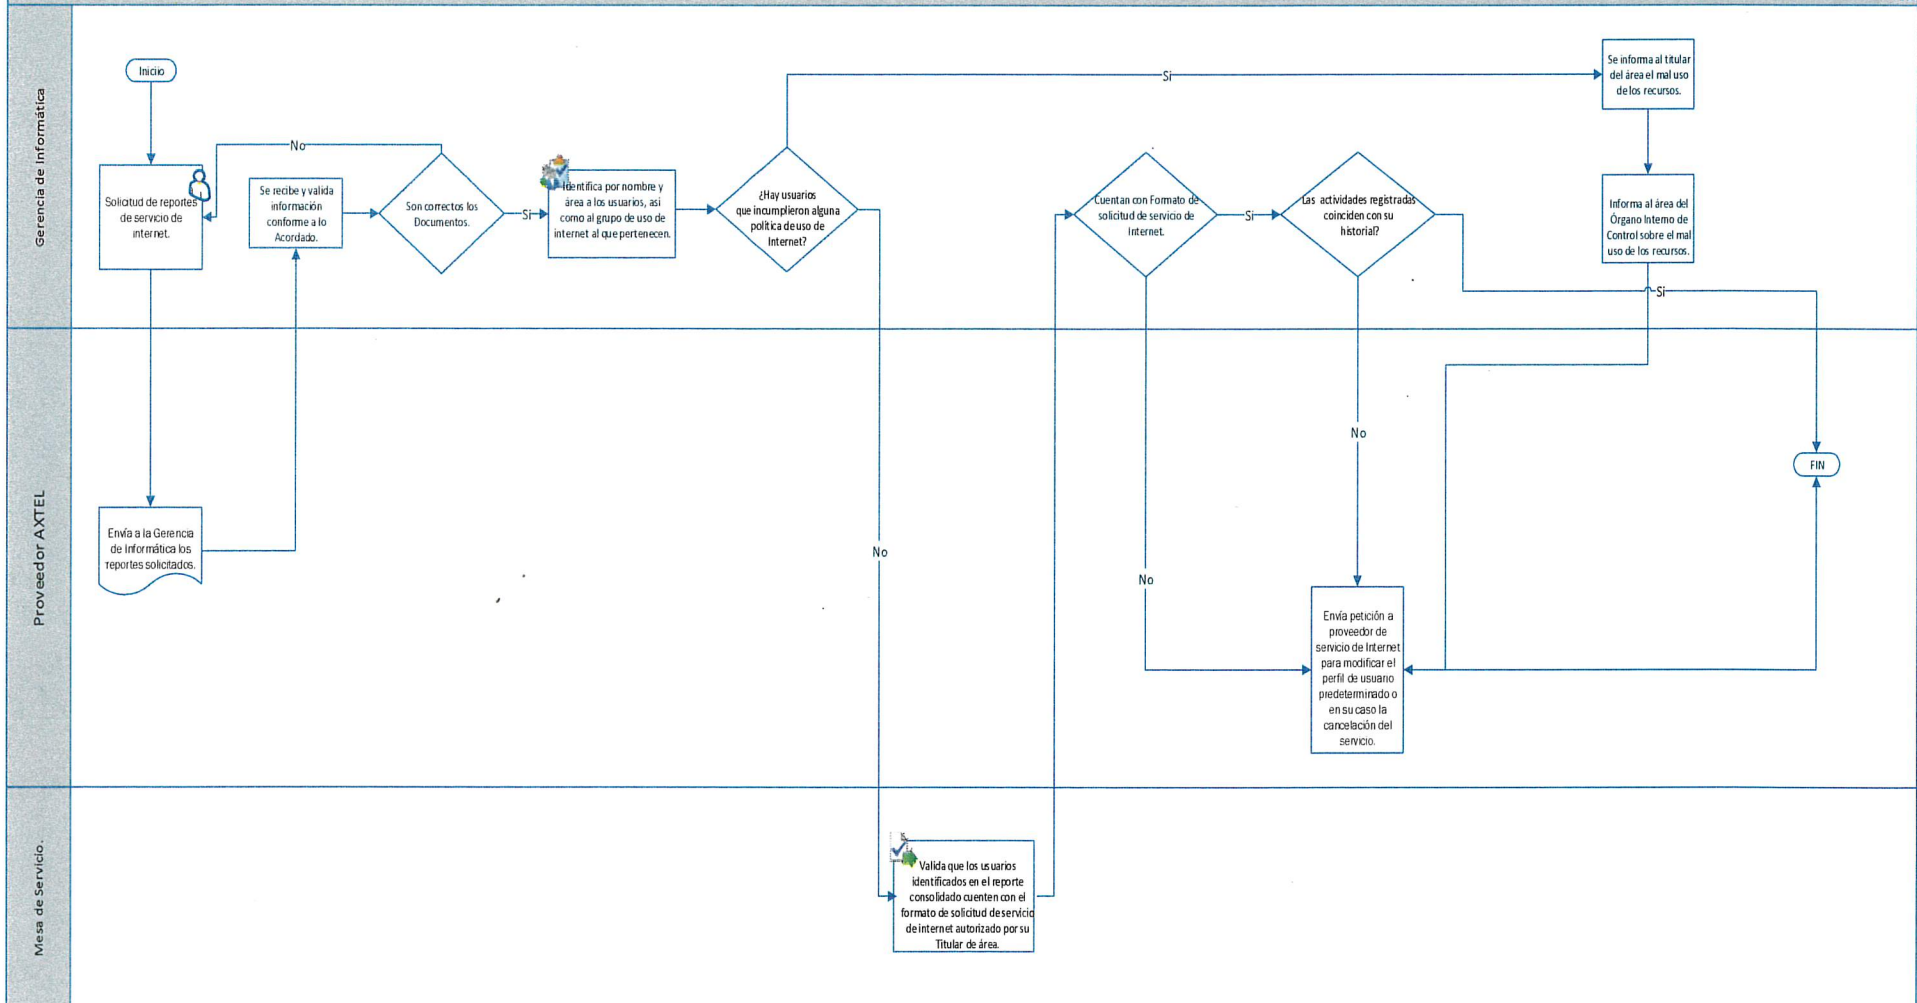 Gerencia de Informática
Iniciio
Solicitud de reportes
de servicio de
internet.
No
Se recibe y valida
información
conforme a lo
Acordado.
Son correctos los
Documentos.
Si
Identifica por nombre y
área a los usuarios, así
como al grupo de uso de
internet al que pertenecen.
¿Hay usuarios
que incumplieron alguna
política de uso de
Internet?
Si
Cuentan con Formato de
solicitud de servicio de
Internet.
Si
Las actividades registradas
coinciden con su
historial?
Se informa al titular
del área el mal uso
de los recursos.
Informa al área del
Órgano Interno de
Control sobre el mal
uso de los recursos.
Si
Proveedor AXTEL
Envía a la Gerencia
de Informática los
reportes solicitados.
No
No
No
Envía petición a
proveedor de
servicio de Internet
para modificar el
perfil de usuario
predeterminado o
en su caso la
cancelación del
servicio.
FIN
Mesa de Servicio.
Valida que los usuarios
identificados en el reporte
consolidado cuenten con el
formato de solicitud de servicio
de internet autorizado por su
Titular de área.